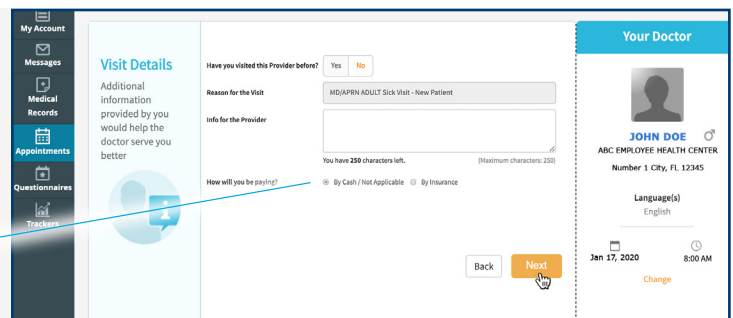 My Account
Messages
Medical
Records
Appointments
Questionnaires
Trackers
Visit Details
Additional
information
provided by you
would help the
doctor serve you
better
Have you visited this Provider before?
Yes No
Reason for the Visit
MD/APRN ADULT Sick Visit - New Patient
Info for the Provider
You have 250 characters left.
(Maximum characters: 250)
How will you be paying?
By Cash / Not Applicable
By Insurance
Back
Next
Your Doctor
JOHN DOE
ABC EMPLOYEE HEALTH CENTER
Number 1 City, FL 12345
Language(s)
English
Jan 17, 2020
8:00 AM
Change